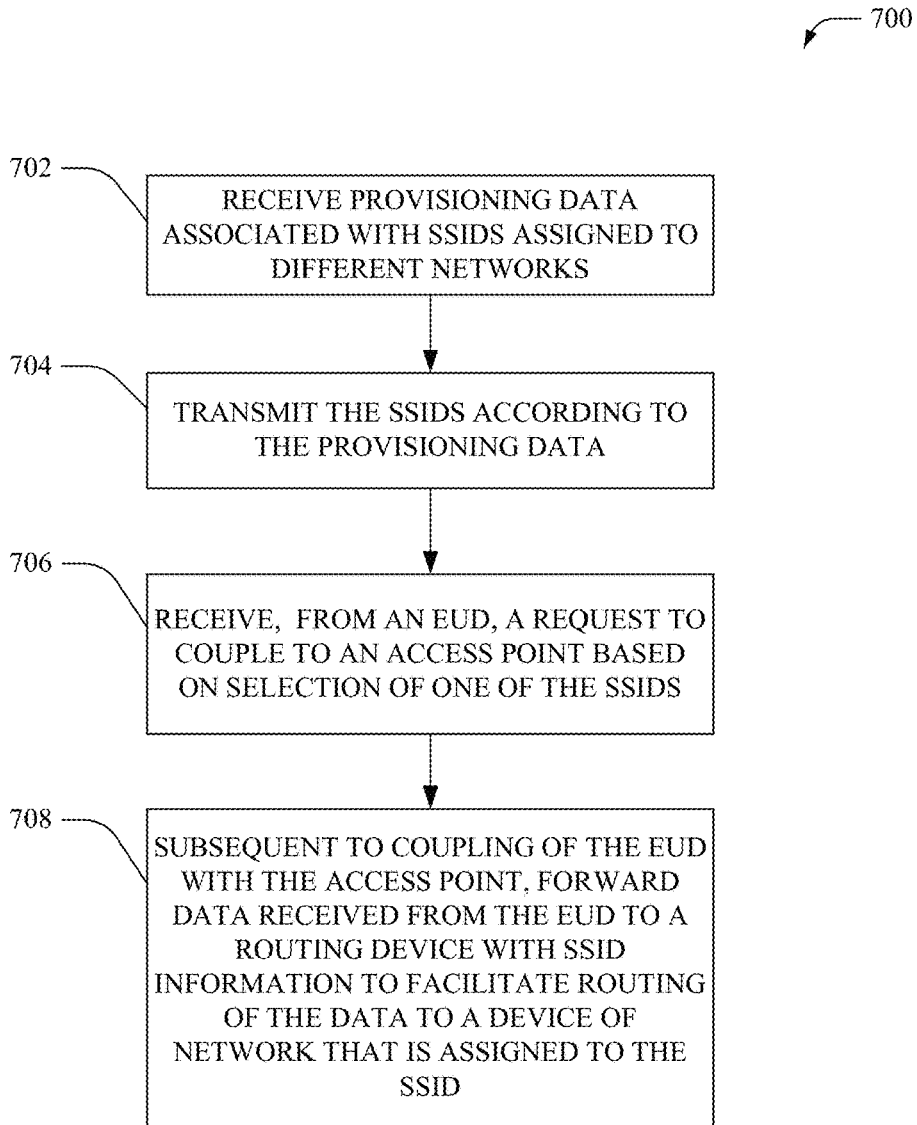 700
702
RECEIVE PROVISIONING DATA
ASSOCIATED WITH SSIDS ASSIGNED TO
DIFFERENT NETWORKS
704
TRANSMIT THE SSIDS ACCORDING TO
THE PROVISIONING DATA
706
RECEIVE, FROM AN EUD, A REQUEST TO
COUPLE TO AN ACCESS POINT BASED
ON SELECTION OF ONE OF THE SSIDS
708
SUBSEQUENT TO COUPLING OF THE EUD
WITH THE ACCESS POINT, FORWARD
DATA RECEIVED FROM THE EUD TO A
ROUTING DEVICE WITH SSID
INFORMATION TO FACILITATE ROUTING
OF THE DATA TO A DEVICE OF
NETWORK THAT IS ASSIGNED TO THE
SSID